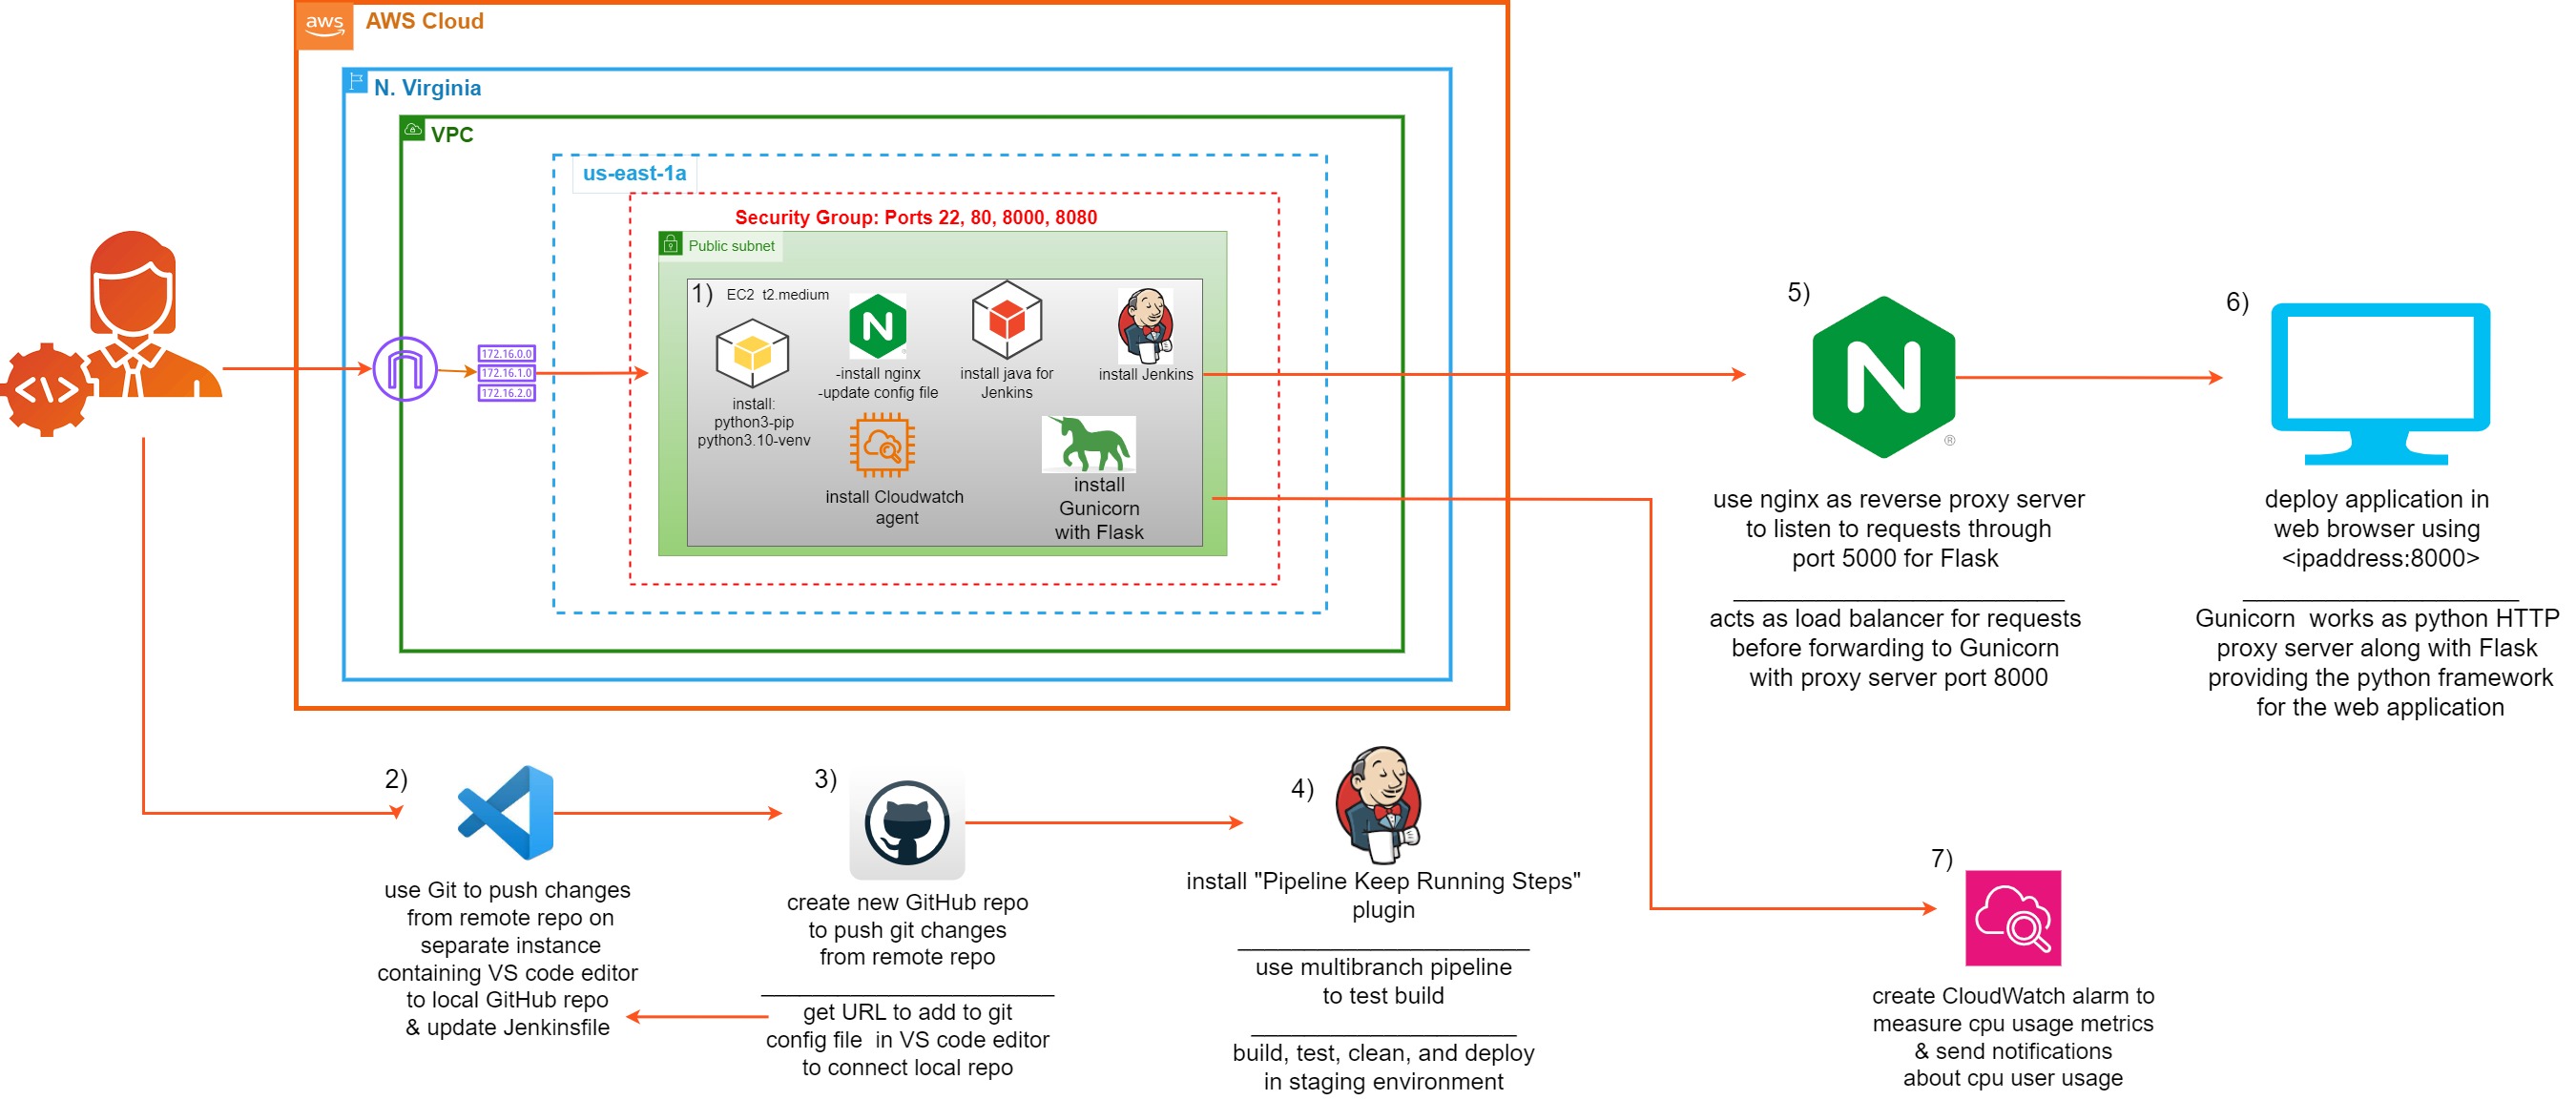 aws
AWS Cloud
N. Virginia
VPC
us-east-1a
Security Group: Ports 22, 80, 8000, 8080
Public subnet
1)
EC2 t2.medium
install:
python3-pip
python3.10-venv
N
-install nginx
-update config file
install java for
Jenkins
install Jenkins
install Cloudwatch
agent
install
Gunicorn
with Flask
172.16.0.0
172.16.1.0
172.16.2.0
</>
5)
N
®
use nginx as reverse proxy server
to listen to requests through
port 5000 for Flask
acts as load balancer for requests
before forwarding to Gunicorn
with proxy server port 8000
6)
deploy application in
web browser using
<ipaddress:8000>
Gunicorn works as python HTTP
proxy server along with Flask
providing the python framework
for the web application
2)
use Git to push changes
from remote repo on
separate instance
containing VS code editor
to local GitHub repo
& update Jenkinsfile
3)
create new GitHub repo
to push git changes
from remote repo
get URL to add to git
config file in VS code editor
to connect local repo
4)
install "Pipeline Keep Running Steps"
plugin
use multibranch pipeline
to test build
build, test, clean, and deploy
in staging environment
7)
create CloudWatch alarm to
measure cpu usage metrics
& send notifications
about cpu user usage